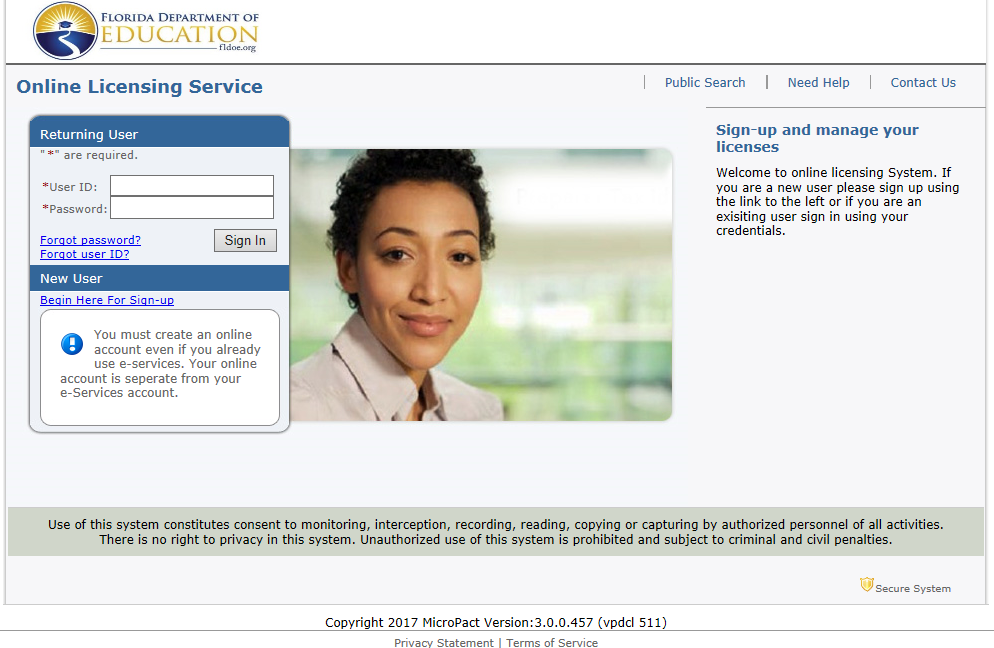 FLORIDA DEPARTMENT OF
EDUCATION
fldoe.org
Online Licensing Service
Public Search
Need Help
Contact Us
Returning User
"*" are required.
*User ID:
*Password:
Forgot password?
Forgot user ID?
Sign In
New User
Begin Here For Sign-up
You must create an online
account even if you already
use e-services. Your online
account is seperate from your
e-Services account.
Sign-up and manage your
licenses
Welcome to online licensing System. If
you are a new user please sign up using
the link to the left or if you are an
exisiting user sign in using your
credentials.
Use of this system constitutes consent to monitoring, interception, recording, reading, copying or capturing by authorized personnel of all activities.
There is no right to privacy in this system. Unauthorized use of this system is prohibited and subject to criminal and civil penalties.
Secure System
Copyright 2017 MicroPact Version:3.0.0.457 (vpdcl 511)
Privacy Statement | Terms of Service